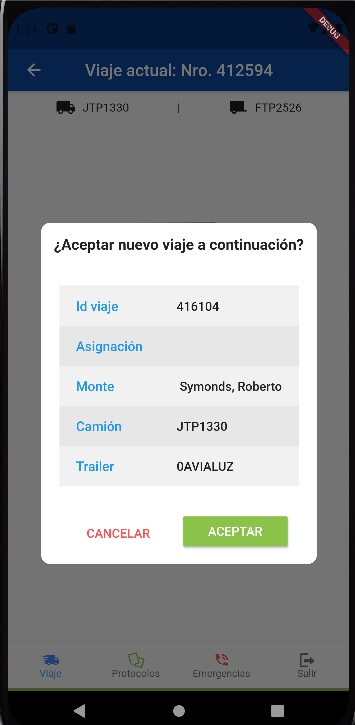 1:34
DEBUG
Viaje actual: Nro. 412594
JTP1330 | FTP2526
¿Aceptar nuevo viaje a continuación?
Id viaje 416104
Asignación
Monte Symonds, Roberto
Camión JTP1330
Trailer 0AVIALUZ
CANCELAR ACEPTAR
Viaje Protocolos Emergencias Salir